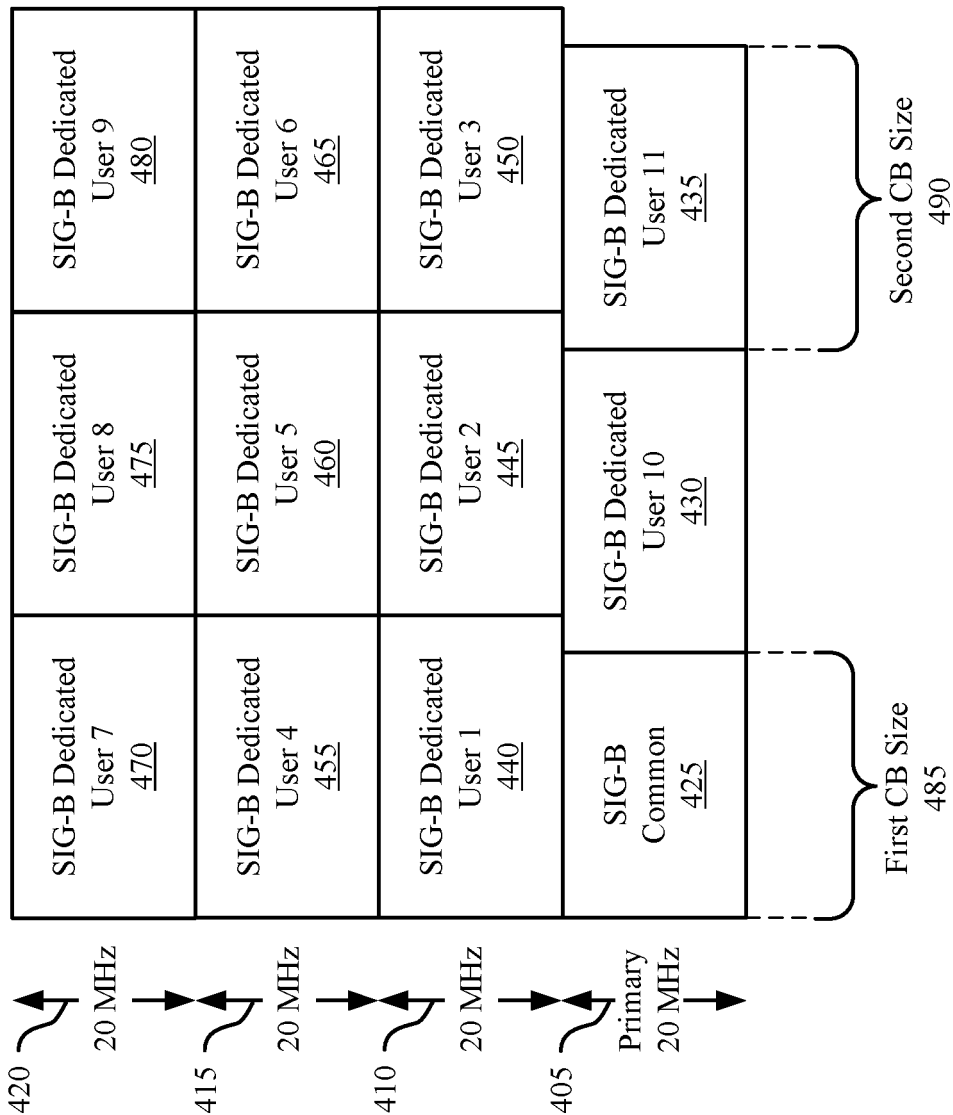 420
20 MHz
SIG-B Dedicated
User 7
470
SIG-B Dedicated
User 8
475
SIG-B Dedicated
User 9
480
415
20 MHz
SIG-B Dedicated
User 4
455
SIG-B Dedicated
User 5
460
SIG-B Dedicated
User 6
465
410
20 MHz
SIG-B Dedicated
User 1
440
SIG-B Dedicated
User 2
445
SIG-B Dedicated
User 3
450
405
Primary
20 MHz
SIG-B
Common
425
SIG-B Dedicated
User 10
430
SIG-B Dedicated
User 11
435
First CB Size
485
Second CB Size
490